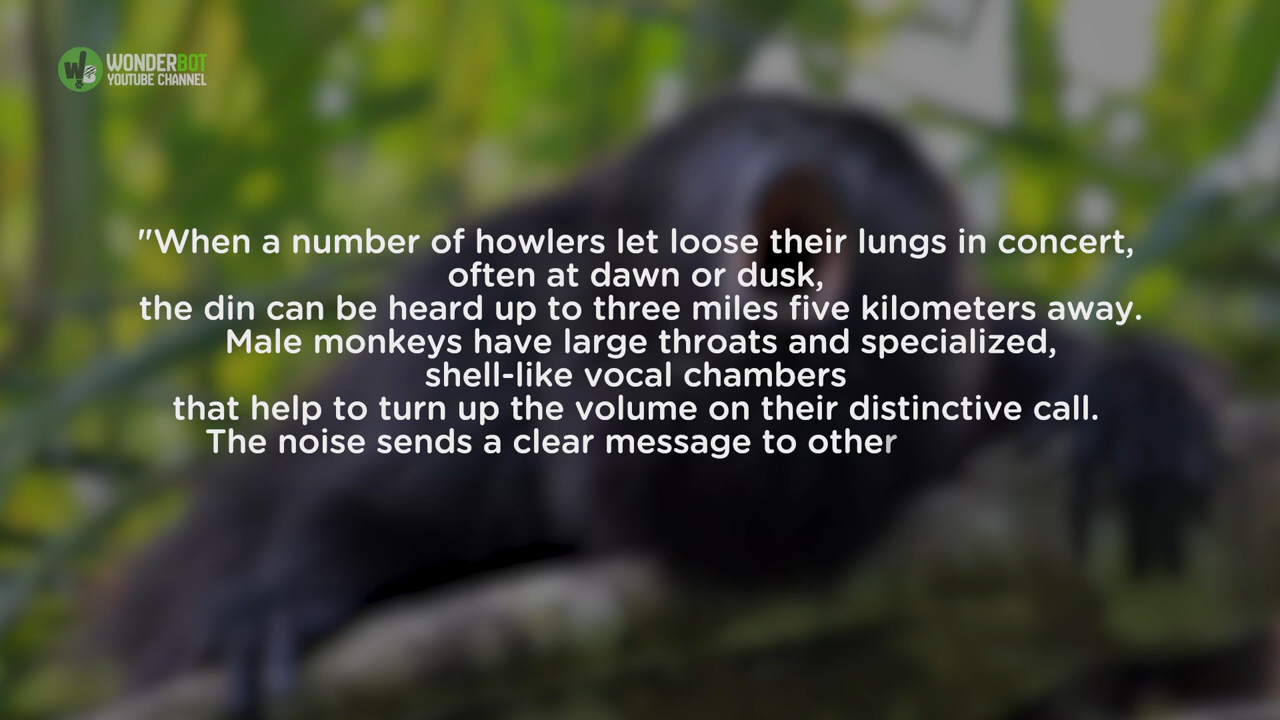 WONDERBOT
YOUTUBE CHANNEL
"When a number of howlers let loose their lungs in concert,
often at dawn or dusk,
the din can be heard up to three miles five kilometers away.
Male monkeys have large throats and specialized,
shell-like vocal chambers
that help to turn up the volume on their distinctive call.
The noise sends a clear message to other